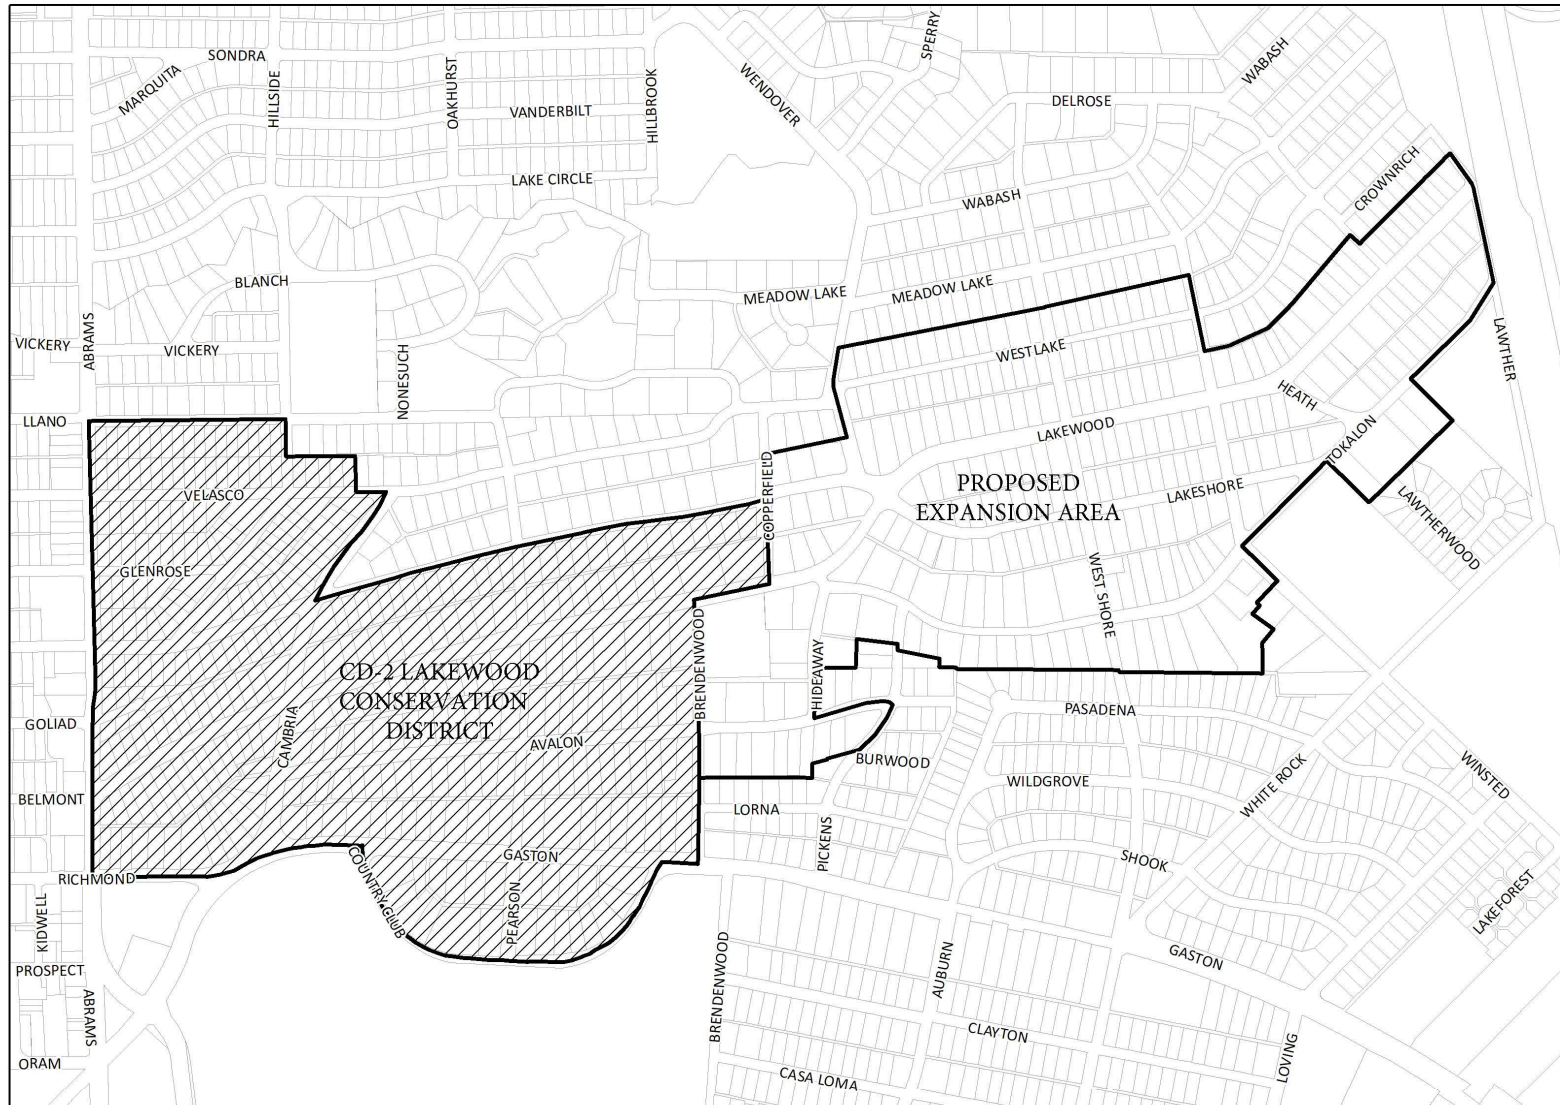 SPERRY
SONDRA
WABASH
MARQUITA
HILLSIDE
OAKHURST
HILLBROOK
WENDOVER
VANDERBILT
DELROSE
LAKE CIRCLE
CROWNRICH
WABASH
BLANCH
MEADOW LAKE
MEADOW LAKE
ABRAMS
VICKERY
VICKERY
WESTLAKE
LAWTHER
NONESUCH
HEATH
LLANO
LAKEWOOD
TOKALON
VELASCO
COPPERFIELD
PROPOSED
EXPANSION AREA
LAKESHORE
LAWTHERWOOD
GLENROSE
WEST SHORE
CD-2 LAKEWOOD
CONSERVATION
DISTRICT
BRENDENWOOD
HIDEAWAY
GOLIAD
CAMBRIA
PASADENA
AVALON
BURWOOD
WINSTED
BELMONT
LORNA
WILDGROVE
WHITE ROCK
PICKENS
GASTON
SHOOK
RICHMOND
COUNTRY CLUB
KIDWELL
PEARSON
LAKEFOREST
PROSPECT
ABRAMS
BRENDENWOOD
AUBURN
GASTON
CLAYTON
ORAM
LOVING
CASA LOMA